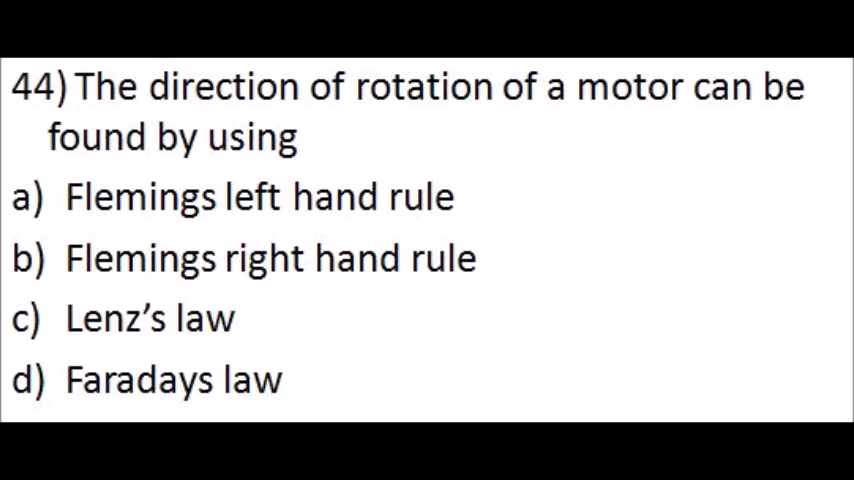 44) The direction of rotation of a motor can be
found by using
a) Flemings left hand rule
b) Flemings right hand rule
c) Lenz’s law
d) Faradays law